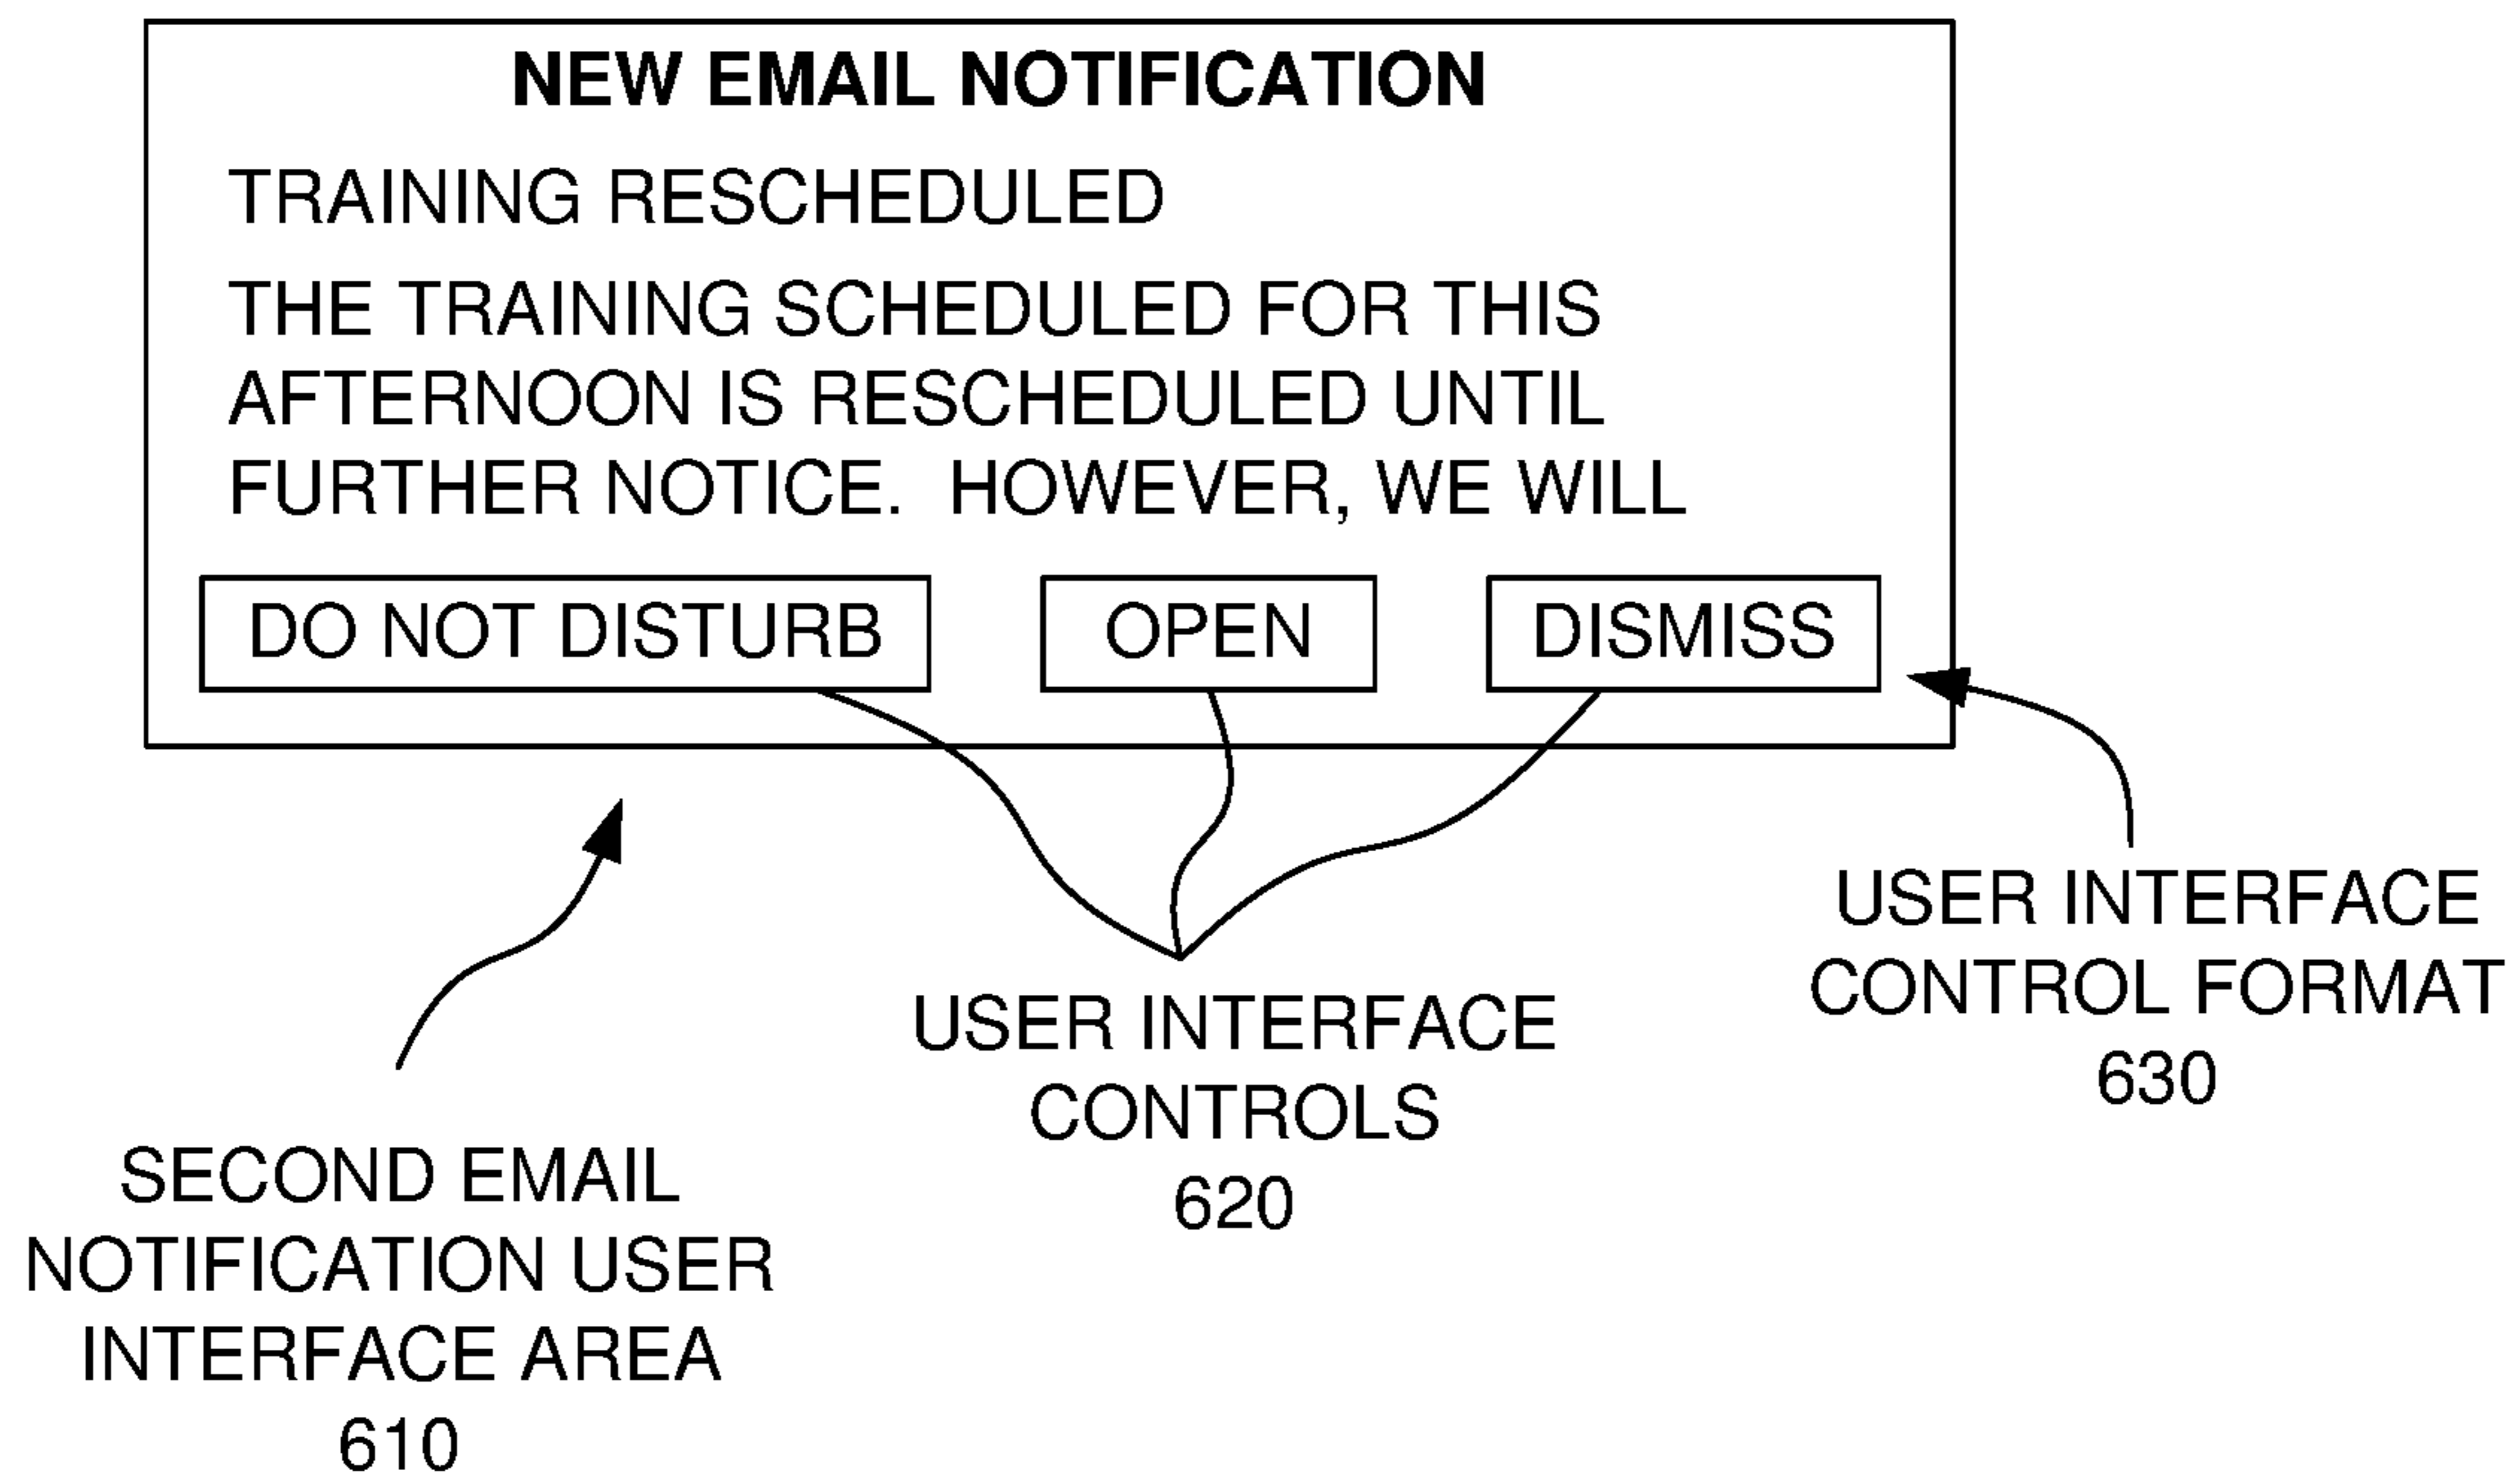 NEW EMAIL NOTIFICATION
TRAINING RESCHEDULED
THE TRAINING SCHEDULED FOR THIS
AFTERNOON IS RESCHEDULED UNTIL
FURTHER NOTICE.  HOWEVER, WE WILL
DO NOT DISTURB
OPEN
DISMISS
SECOND EMAIL
NOTIFICATION USER
INTERFACE AREA
610
USER INTERFACE
CONTROLS
620
USER INTERFACE
CONTROL FORMAT
630